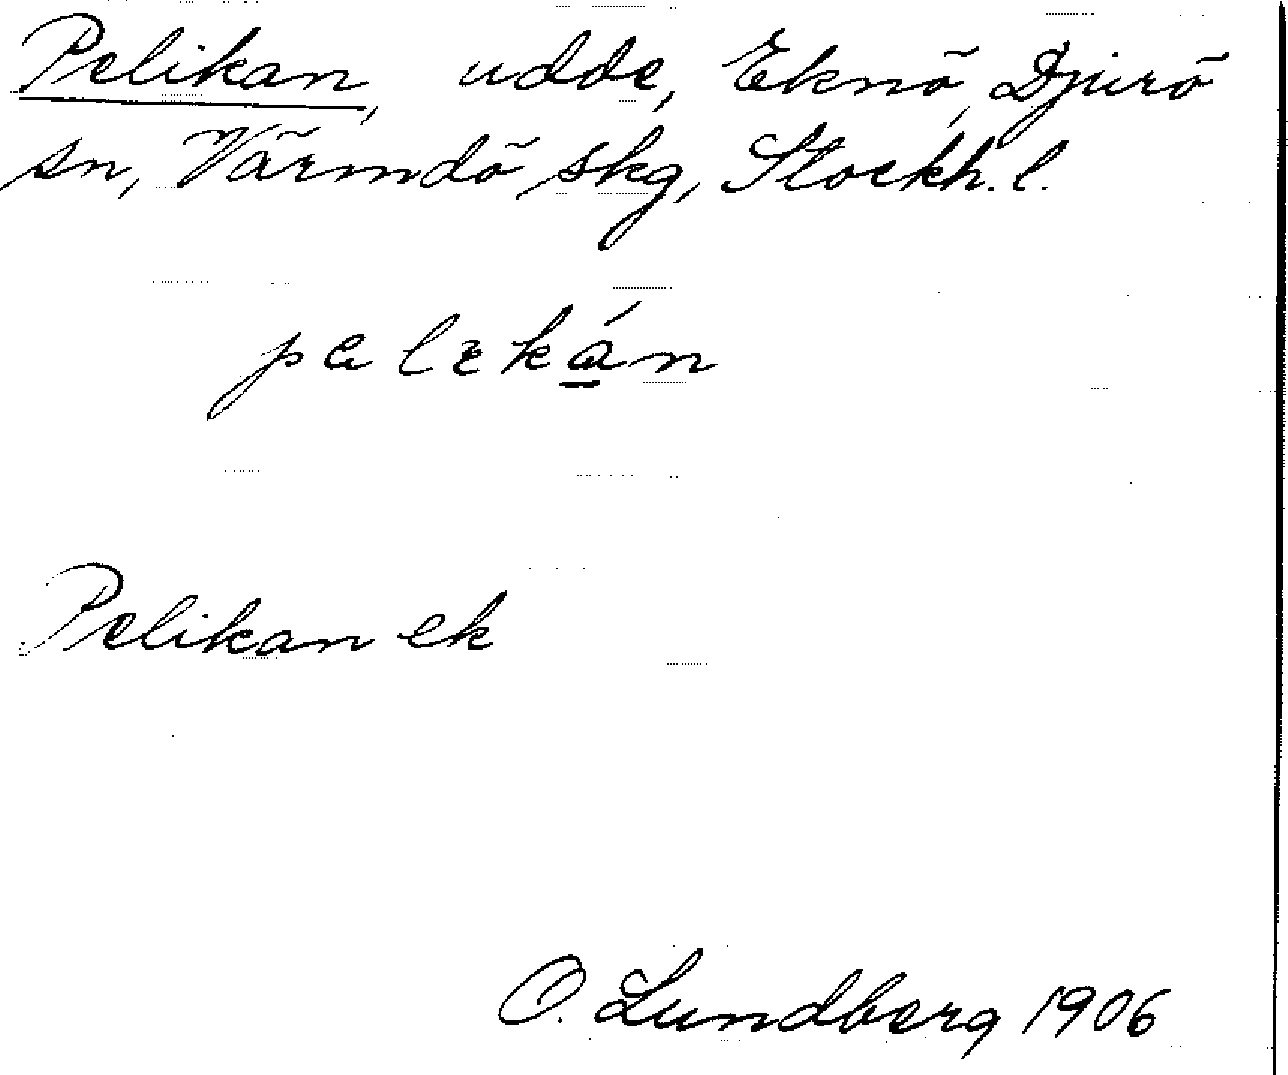 Pelikan, udde, Eknö, Djurö
sn, Värmdö skg, Stockh. l.
pelekán
Pelikan ek
O. Lundberg 1906